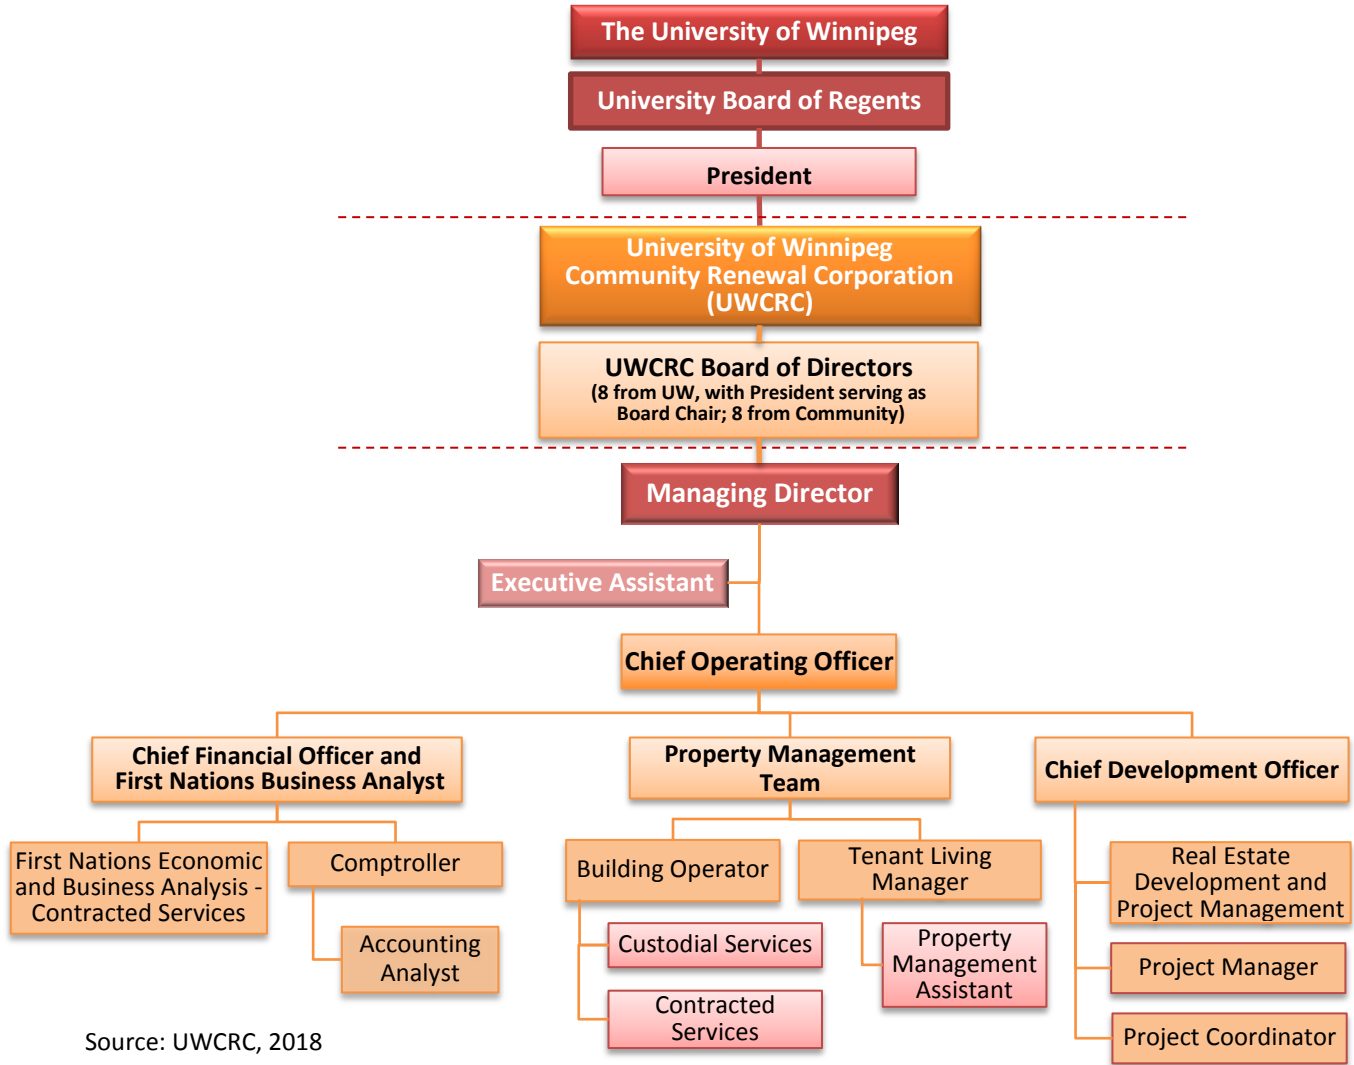 The University of Winnipeg
University Board of Regents
President
University of Winnipeg
Community Renewal Corporation
(UWCRC)
UWCRC Board of Directors
(8 from UW, with President serving as
Board Chair; 8 from Community)
Managing Director
Executive Assistant
Chief Operating Officer
Chief Financial Officer and
First Nations Business Analyst
First Nations Economic
and Business Analysis -
Contracted Services
Comptroller
Accounting
Analyst
Property Management
Team
Building Operator
Custodial Services
Contracted
Services
Tenant Living
Manager
Property
Management
Assistant
Chief Development Officer
Real Estate
Development and
Project Management
Project Manager
Project Coordinator
Source: UWCRC, 2018